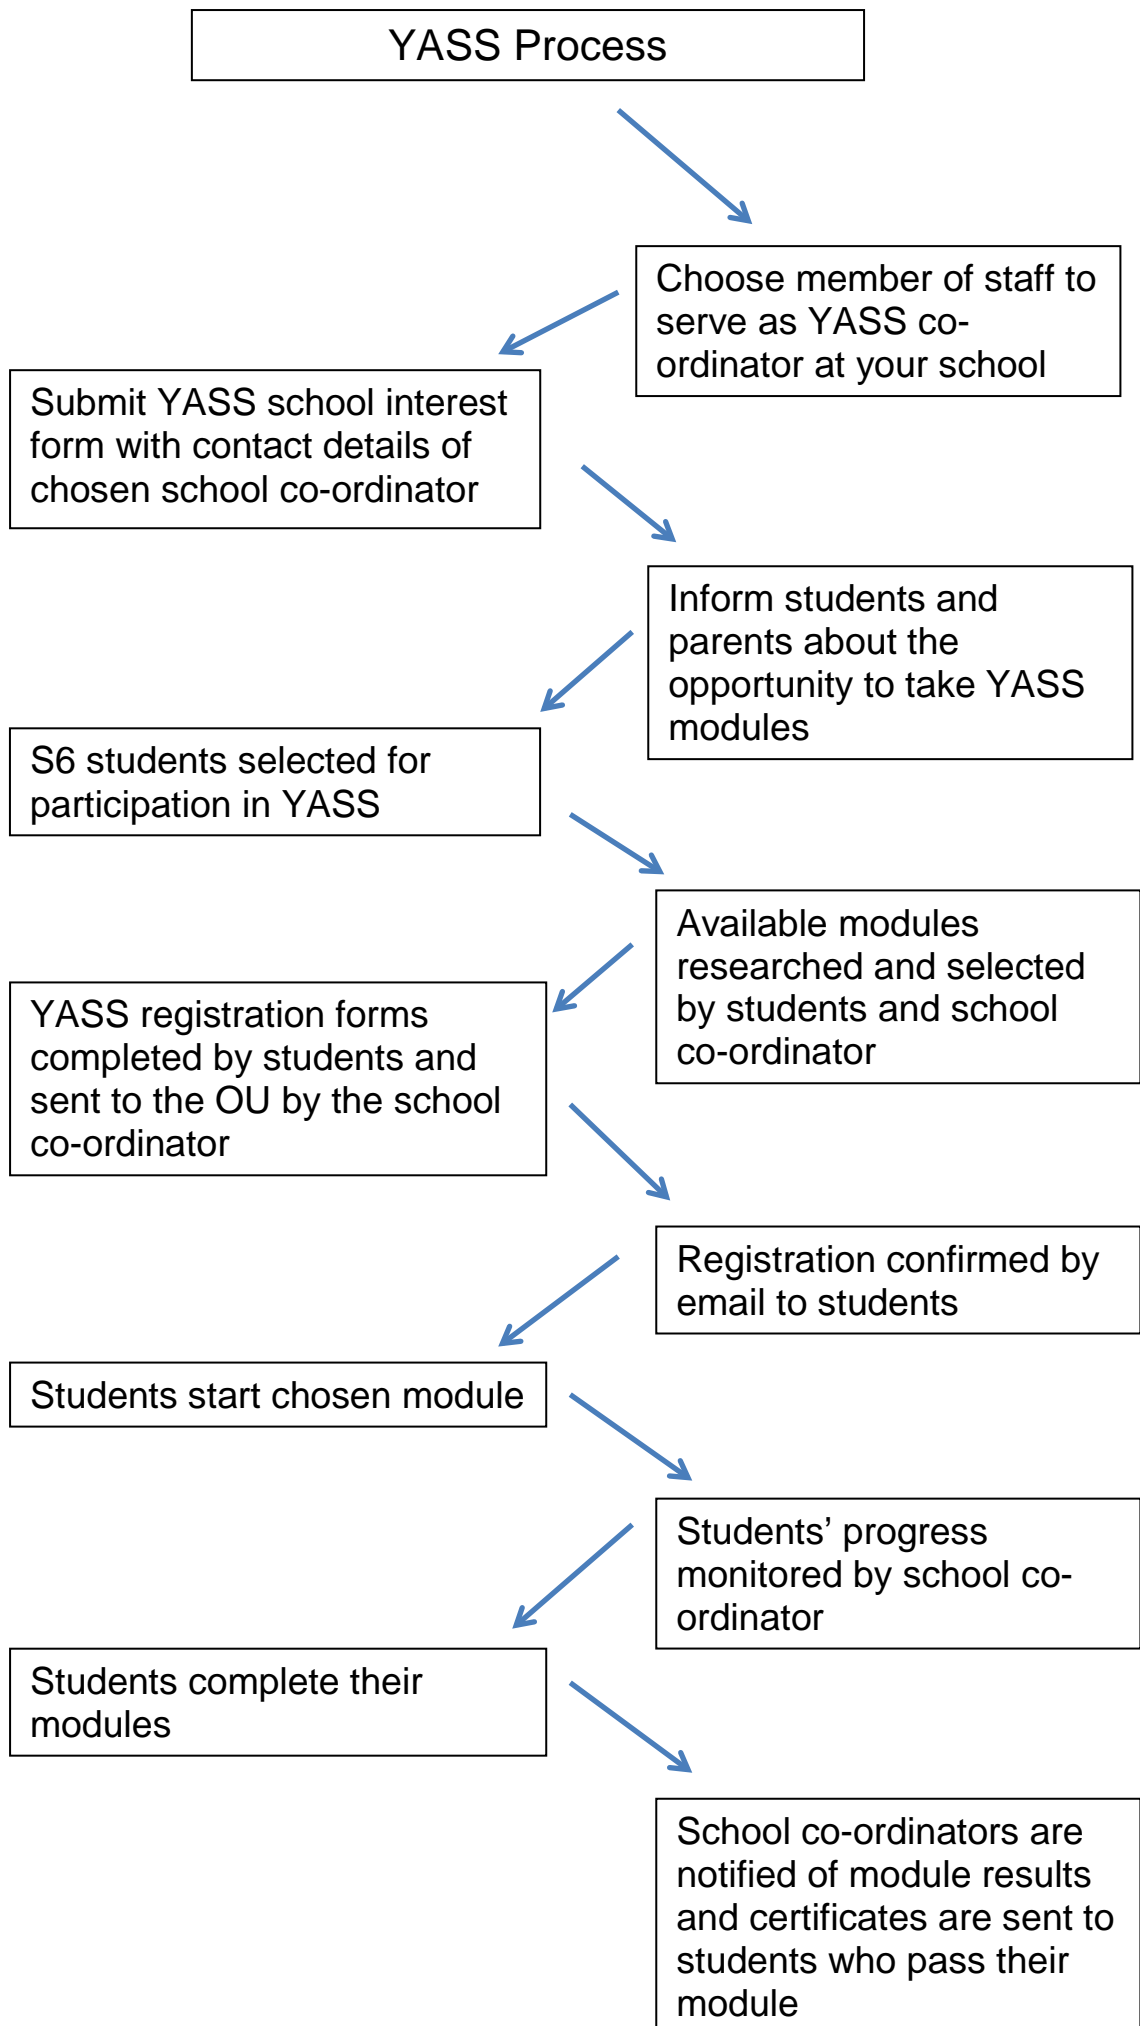 YASS Process
Choose member of staff to
serve as YASS co-
ordinator at your school
Submit YASS school interest
form with contact details of
chosen school co-ordinator
Inform students and
parents about the
opportunity to take YASS
modules
S6 students selected for
participation in YASS
Available modules
researched and selected
by students and school
co-ordinator
YASS registration forms
completed by students and
sent to the OU by the school
co-ordinator
Registration confirmed by
email to students
Students start chosen module
Students’ progress
monitored by school co-
ordinator
Students complete their
modules
School co-ordinators are
notified of module results
and certificates are sent to
students who pass their
module